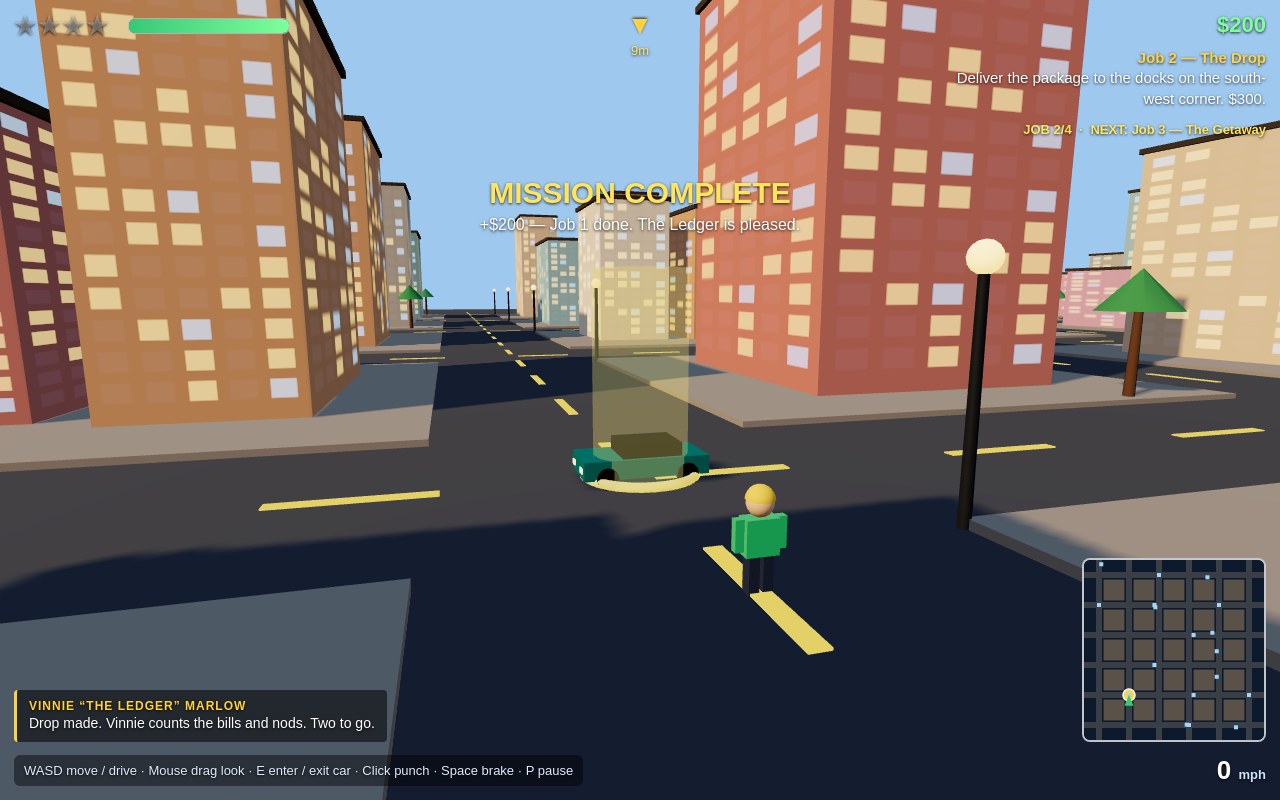 9m
$200
Job 2 — The Drop
Deliver the package to the docks on the south-
west corner. $300.
JOB 2/4 · NEXT: Job 3 — The Getaway
MISSION COMPLETE
+$200 — Job 1 done. The Ledger is pleased.
VINNIE “THE LEDGER” MARLOW
Drop made. Vinnie counts the bills and nods. Two to go.
WASD move / drive · Mouse drag look · E enter / exit car · Click punch · Space brake · P pause
0 mph